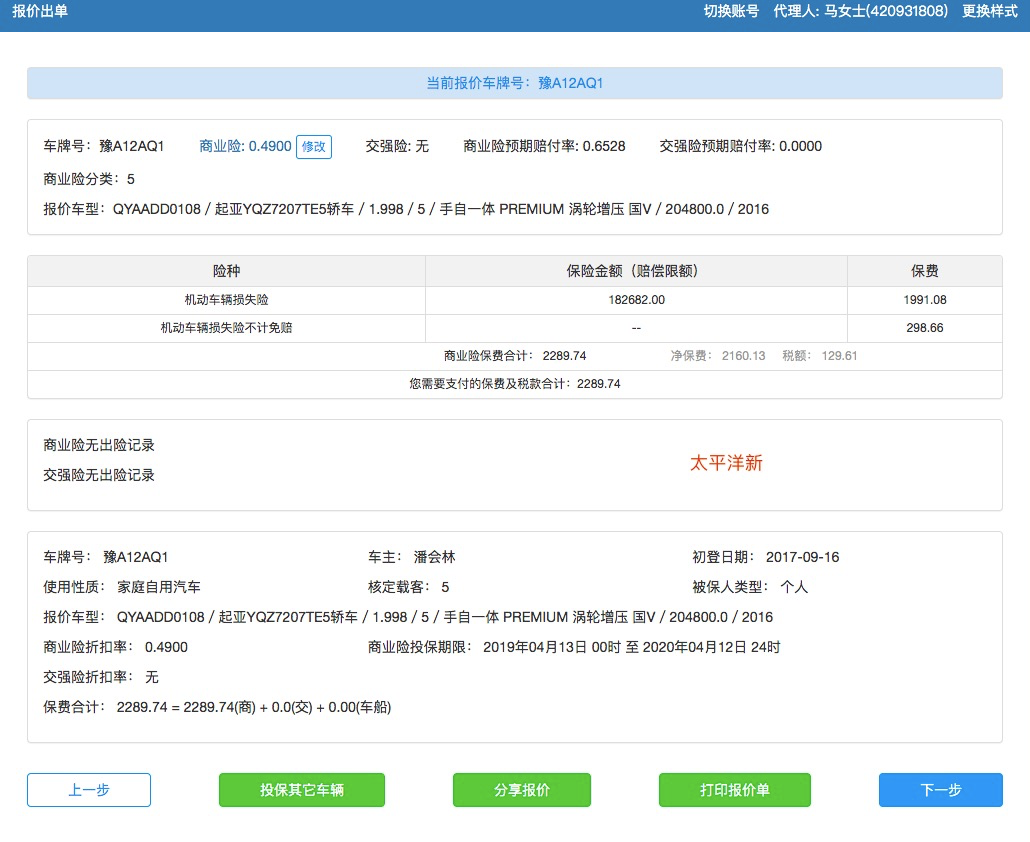 报价出单 切换账号 代理人: 马女士(420931808) 更换样式
当前报价车牌号：豫A12AQ1
车牌号：豫A12AQ1 商业险: 0.4900 修改 交强险: 无 商业险预期赔付率: 0.6528 交强险预期赔付率: 0.0000
商业险分类：5
报价车型：QYAADD0108 / 起亚YQZ7207TE5轿车 / 1.998 / 5 / 手自一体 PREMIUM 涡轮增压 国V / 204800.0 / 2016
险种 保险金额（赔偿限额） 保费
机动车辆损失险 182682.00 1991.08
机动车辆损失险不计免赔 -- 298.66
商业险保费合计： 2289.74 净保费： 2160.13 税额： 129.61
您需要支付的保费及税款合计：2289.74
商业险无出险记录
太平洋新
交强险无出险记录
车牌号： 豫A12AQ1 车主： 潘会林 初登日期： 2017-09-16
使用性质： 家庭自用汽车 核定载客： 5 被保人类型： 个人
报价车型： QYAADD0108 / 起亚YQZ7207TE5轿车 / 1.998 / 5 / 手自一体 PREMIUM 涡轮增压 国V / 204800.0 / 2016
商业险折扣率： 0.4900 商业险投保期限： 2019年04月13日 00时 至 2020年04月12日 24时
交强险折扣率： 无
保费合计： 2289.74 = 2289.74(商) + 0.0(交) + 0.00(车船)
上一步 投保其它车辆 分享报价 打印报价单 下一步